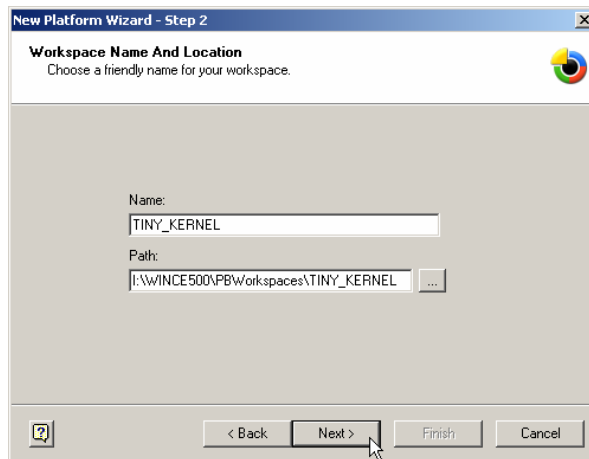 New Platform Wizard - Step 2
Workspace Name And Location
Choose a friendly name for your workspace.
Name:
TINY_KERNEL
Path:
I:\WINCE500\PBWorkspaces\TINY_KERNEL
...
< Back
Next >
Finish
Cancel